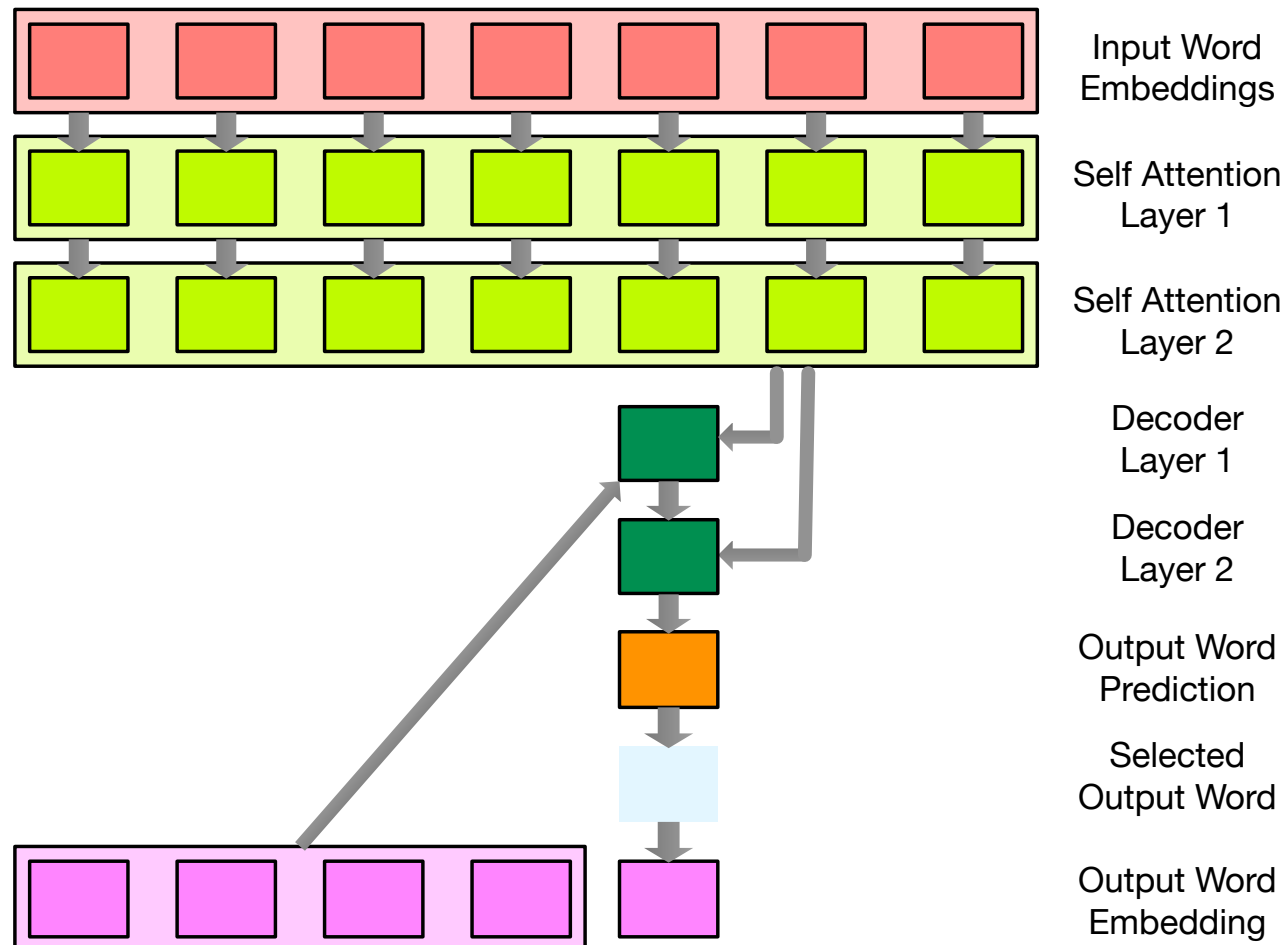 Input Word
Embeddings
Self Attention
Layer 1
Self Attention
Layer 2
Decoder
Layer 1
Decoder
Layer 2
Output Word
Prediction
Selected
Output Word
Output Word
Embedding